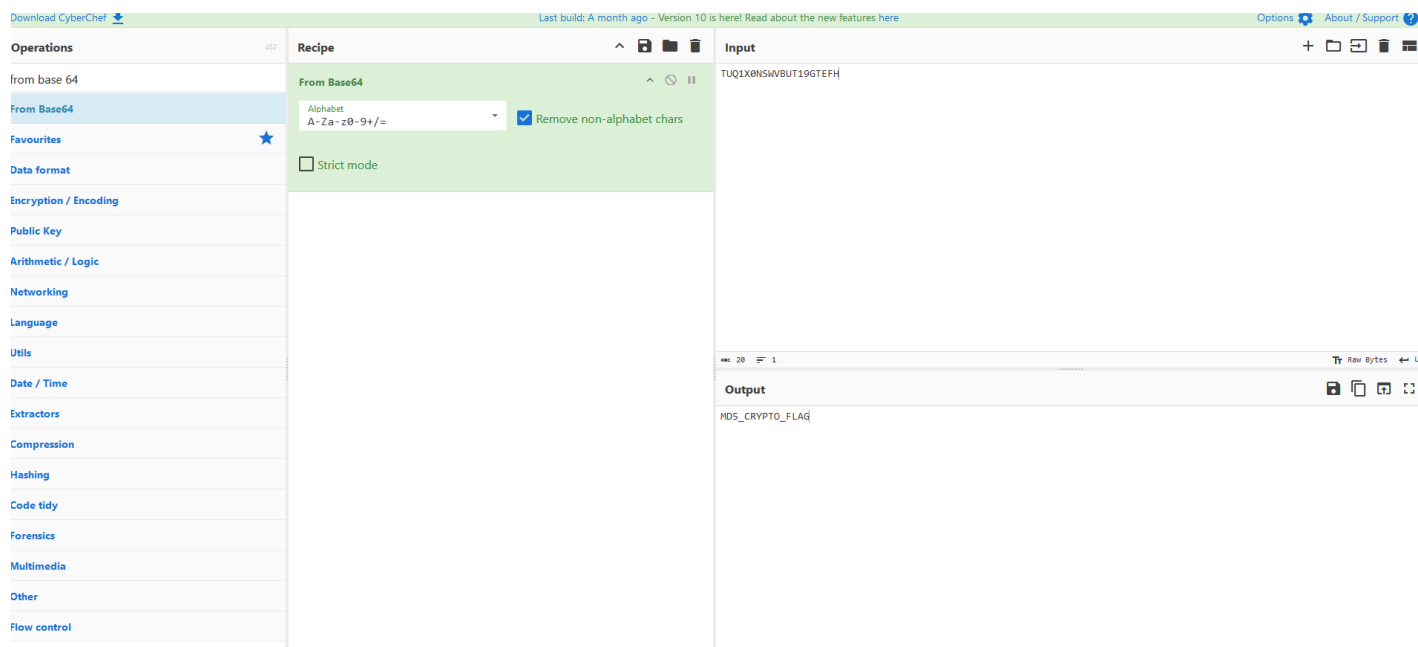 Download CyberChef
Last build: A month ago - Version 10 is here! Read about the new features here
Options
About / Support
Operations
452
Recipe
Input
from base 64
From Base64
Favourites
Data format
Encryption / Encoding
Public Key
Arithmetic / Logic
Networking
Language
Utils
Date / Time
Extractors
Compression
Hashing
Code tidy
Forensics
Multimedia
Other
Flow control
From Base64
Alphabet
A-Za-z0-9+/=
Remove non-alphabet chars
Strict mode
TUQ1X0NSWVBUT19GTEFH
ABC 20 1
Tr Raw Bytes
Output
MD5_CRYPTO_FLAG